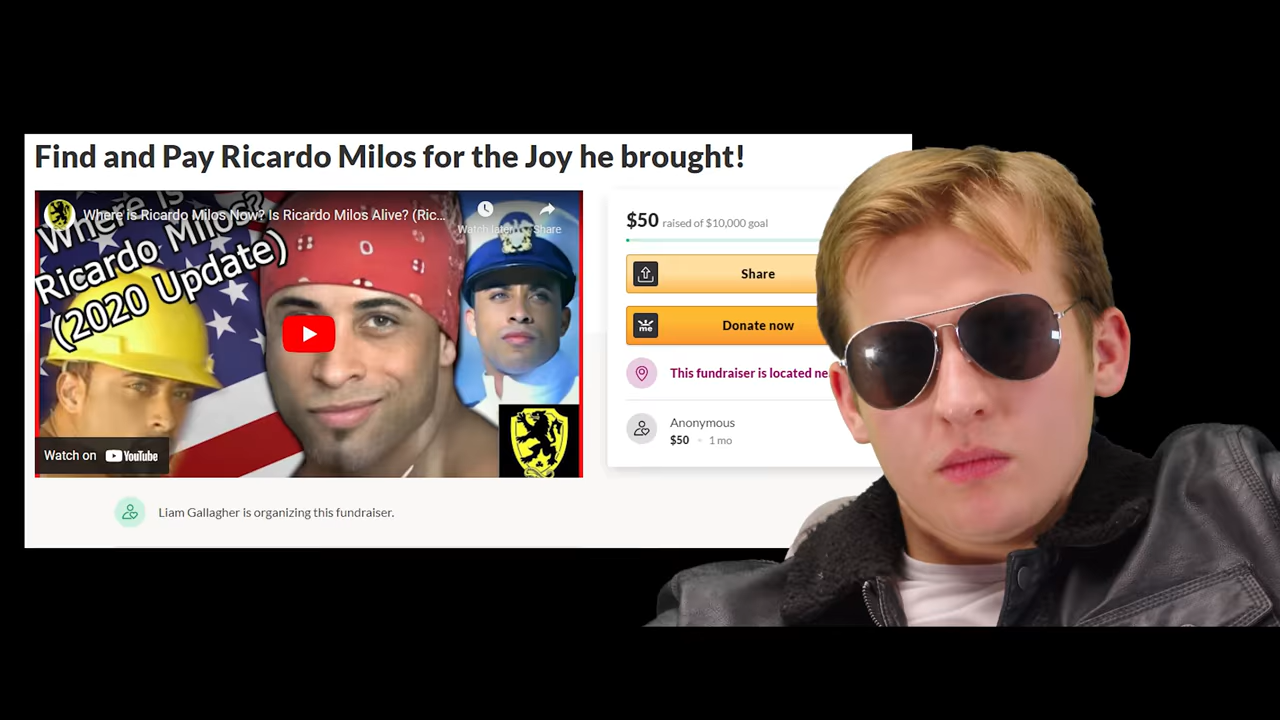 Find and Pay Ricardo Milos for the Joy he brought!
Where is Ricardo Milos Now? Is Ricardo Milos Alive? (Ric...
Watch later
Share
Where is
Ricardo Milos?
(2020 Update)
Watch on YouTube
$50 raised of $10,000 goal
Share
me
Donate now
This fundraiser is located ne
Anonymous
$50 • 1 mo
Liam Gallagher is organizing this fundraiser.